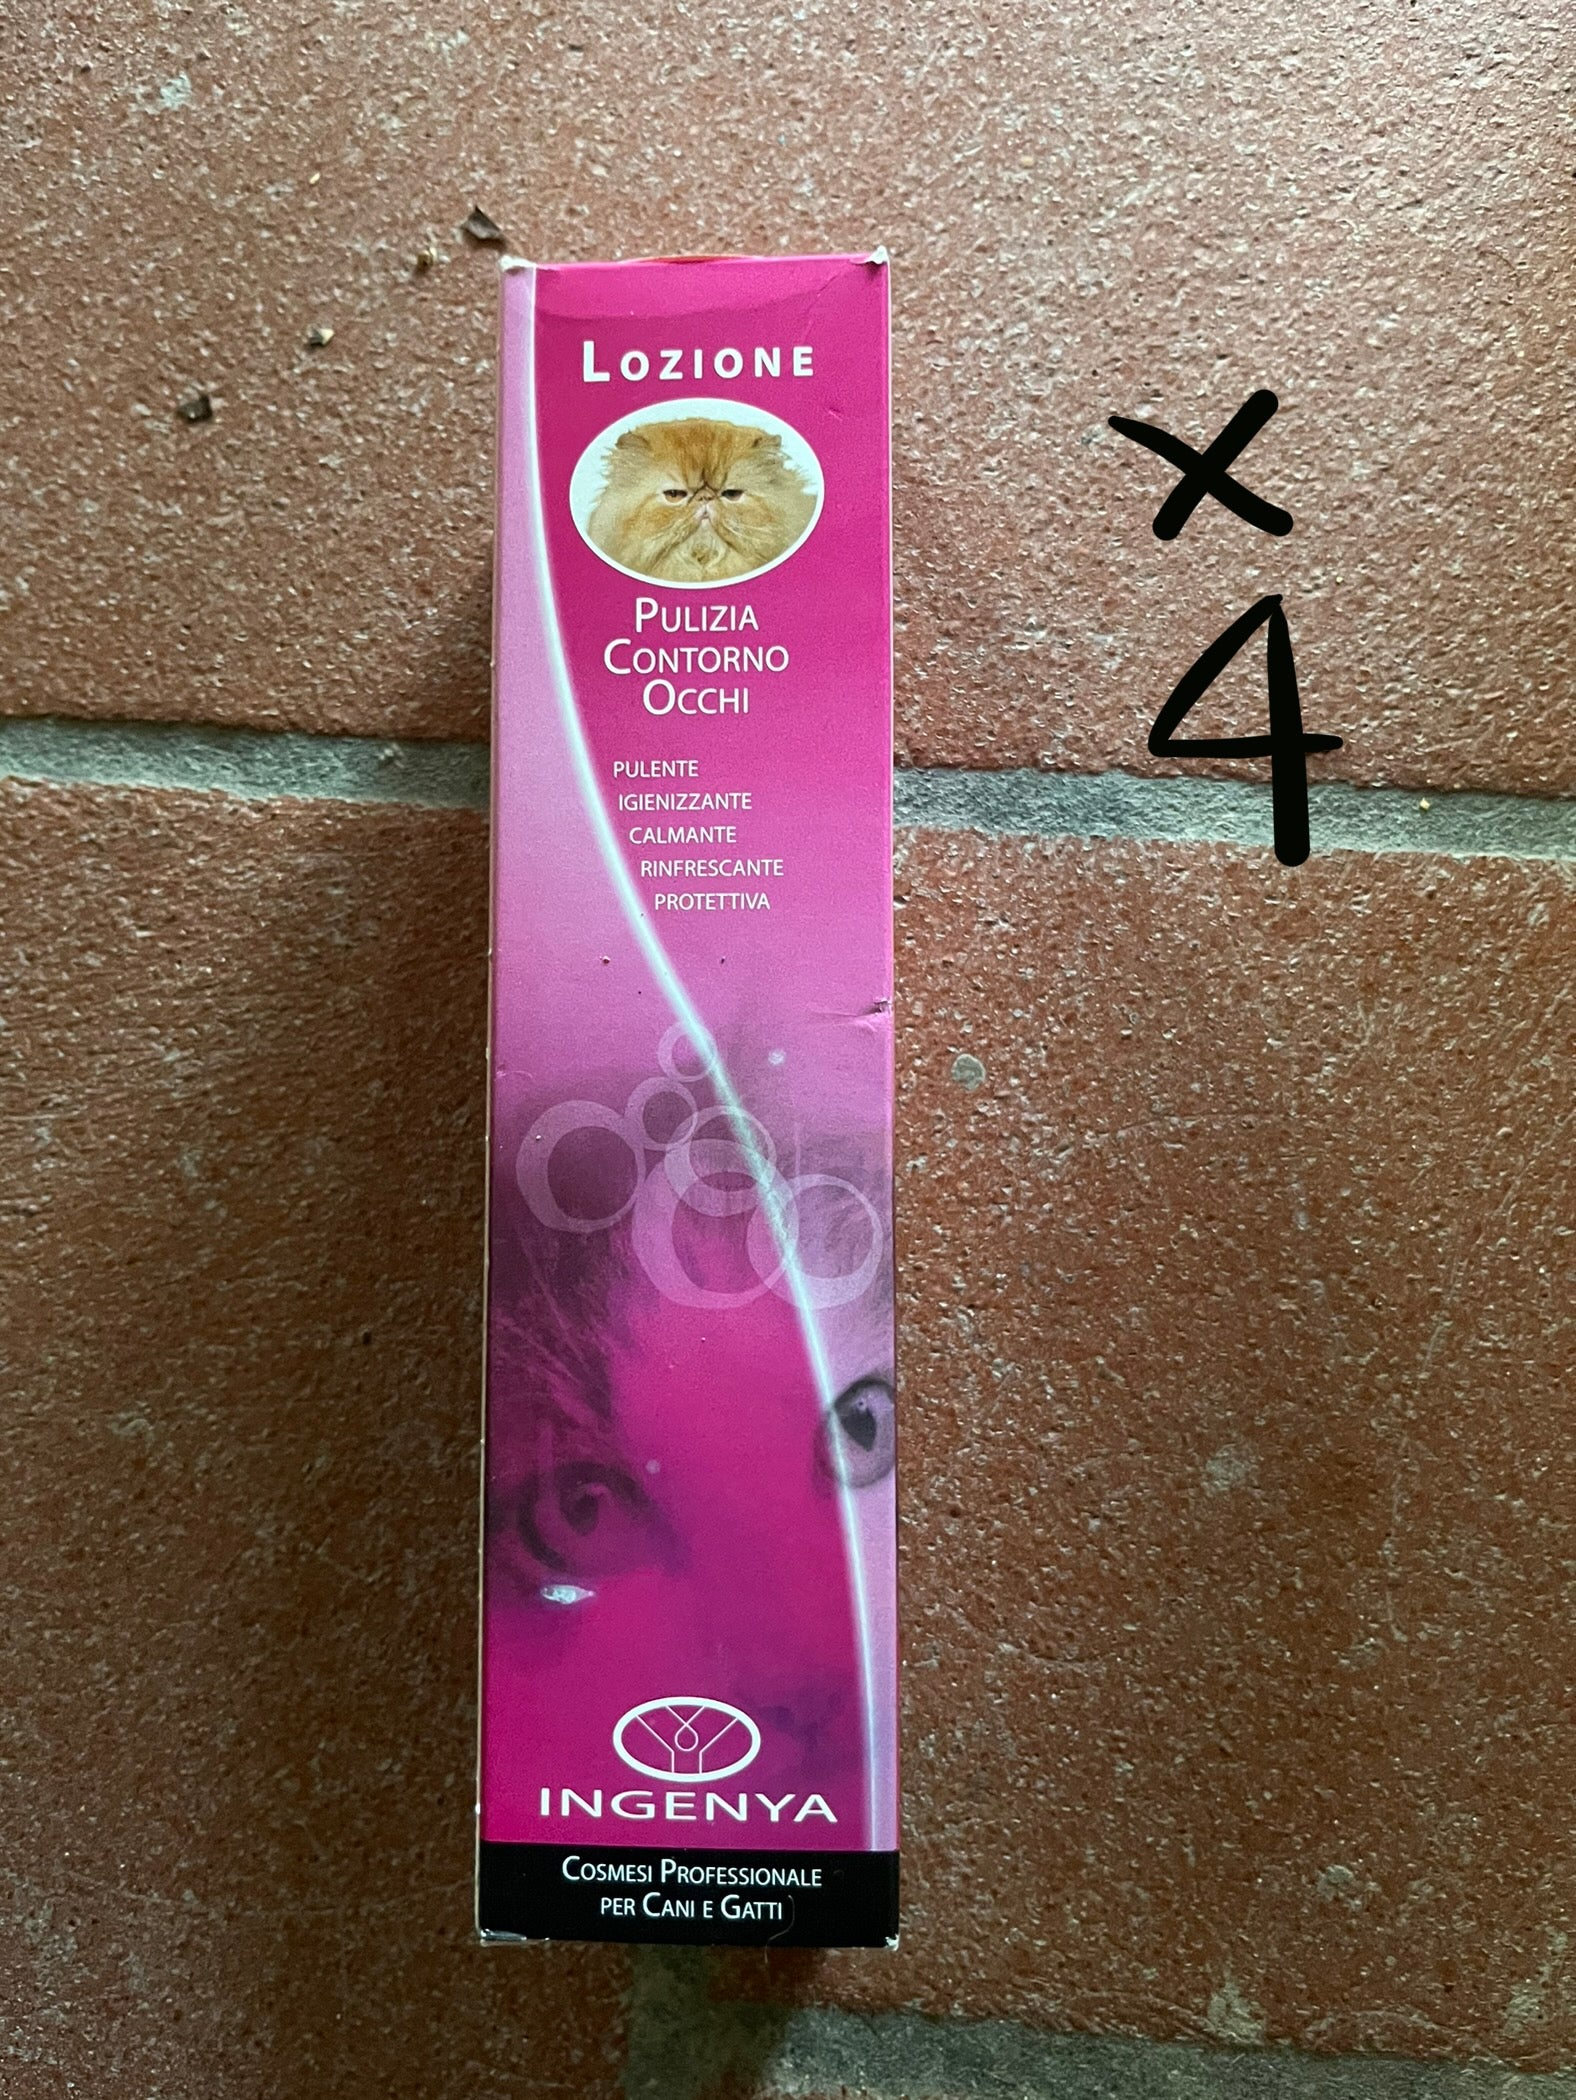 LOZIONE
PULIZIA
CONTORNO
OCCHI
PULENTE
IGIENIZZANTE
CALMANTE
RINFRESCANTE
PROTETTIVA
INGENYA
COSMESI PROFESSIONALE
PER CANI E GATTI
x
4